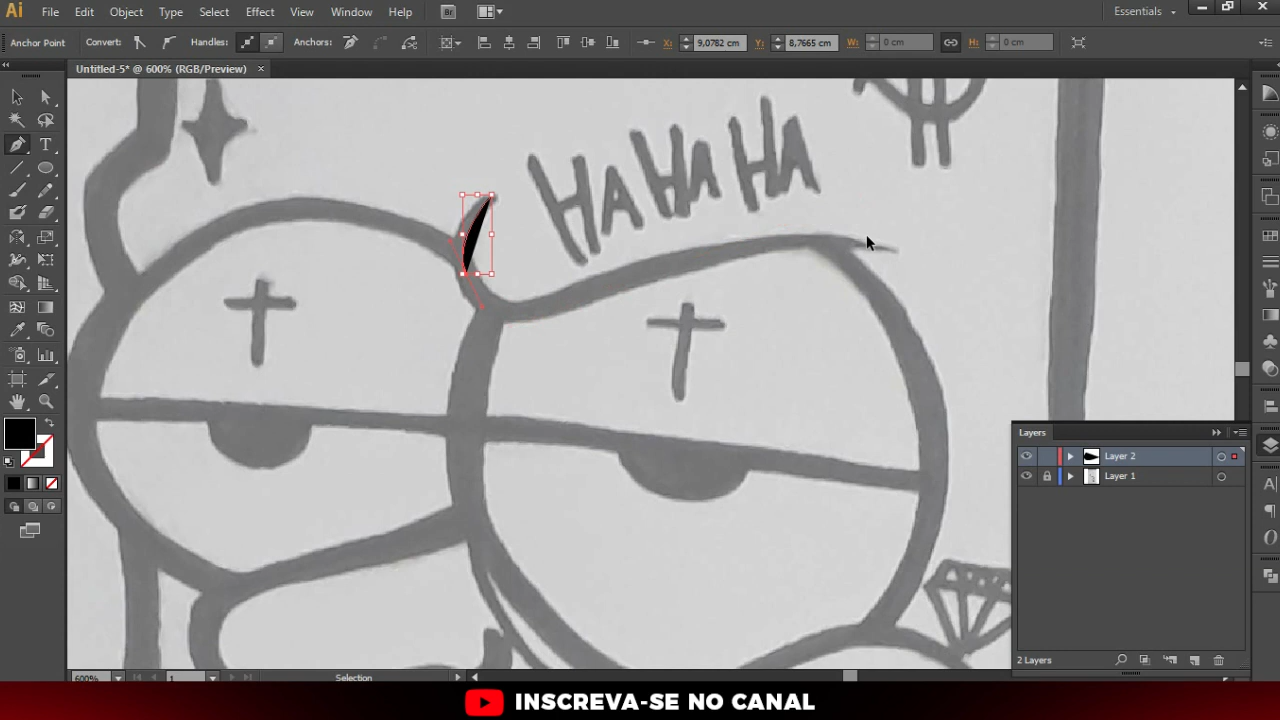 Ai File Edit Object Type Select Effect View Window Help Br Essentials
Anchor Point Convert: Handles: Anchors: X: 9,0782 cm Y: 8,7665 cm W: 0 cm H: 0 cm
Untitled-5* @ 600% (RGB/Preview) ×
HAHAHA
Layers
Layer 2
Layer 1
2 Layers
600% 1 Selection
INSCREVA-SE NO CANAL